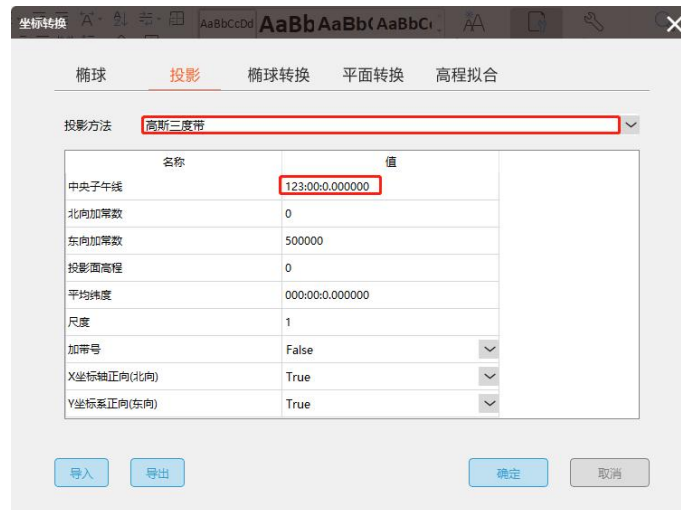 坐标转换 AaBbCcDd AaBb AaBb( AaBbC
椭球 投影 椭球转换 平面转换 高程拟合
投影方法 高斯三度带
名称 值
中央子午线 123:00:0.000000
北向加常数 0
东向加常数 500000
投影面高程 0
平均纬度 000:00:0.000000
尺度 1
加带号 False
X坐标轴正向(北向) True
Y坐标系正向(东向) True
导入 导出 确定 取消